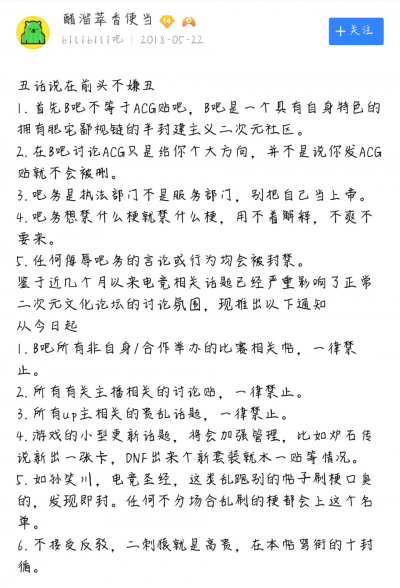 醋溜草香便当 14
bilibili吧 | 2018-05-22
+关注
丑话说在前头不嫌丑
1. 首先B吧不等于ACG贴吧，B吧是一个具有自身特色的
拥有肥宅鄙视链的半封建主义二次元社区。
2. 在B吧讨论ACG只是给你个大方向，并不是说你发ACG
贴就不会被删。
3. 吧务是执法部门不是服务部门，别把自己当上帝。
4. 吧务想禁什么梗就禁什么梗，用不着解释，不爽不
要来。
5. 任何侮辱吧务的言论或行为均会被封禁。
鉴于近几个月以来电竞相关话题已经严重影响了正常
二次元文化论坛的讨论氛围，现推出以下通知
从今日起
1. B吧所有非自身/合作举办的比赛相关帖，一律禁
止。
2. 所有有关主播相关的讨论贴，一律禁止。
3. 所有up主相关的引乱话题，一律禁止。
4. 游戏的小型更新话题，将会加强管理，比如炉石传
说新出一张卡，DNF出来个新套装就水一贴等情况。
5. 如孙笑川，电竞圣经，这类乱跑别的帖子刷梗口臭
的，发现即封。任何不分场合乱刷的梗都会上这个名
单。
6. 不接受反驳，二刺猿就是高贵，在本帖骂街的十封
循。